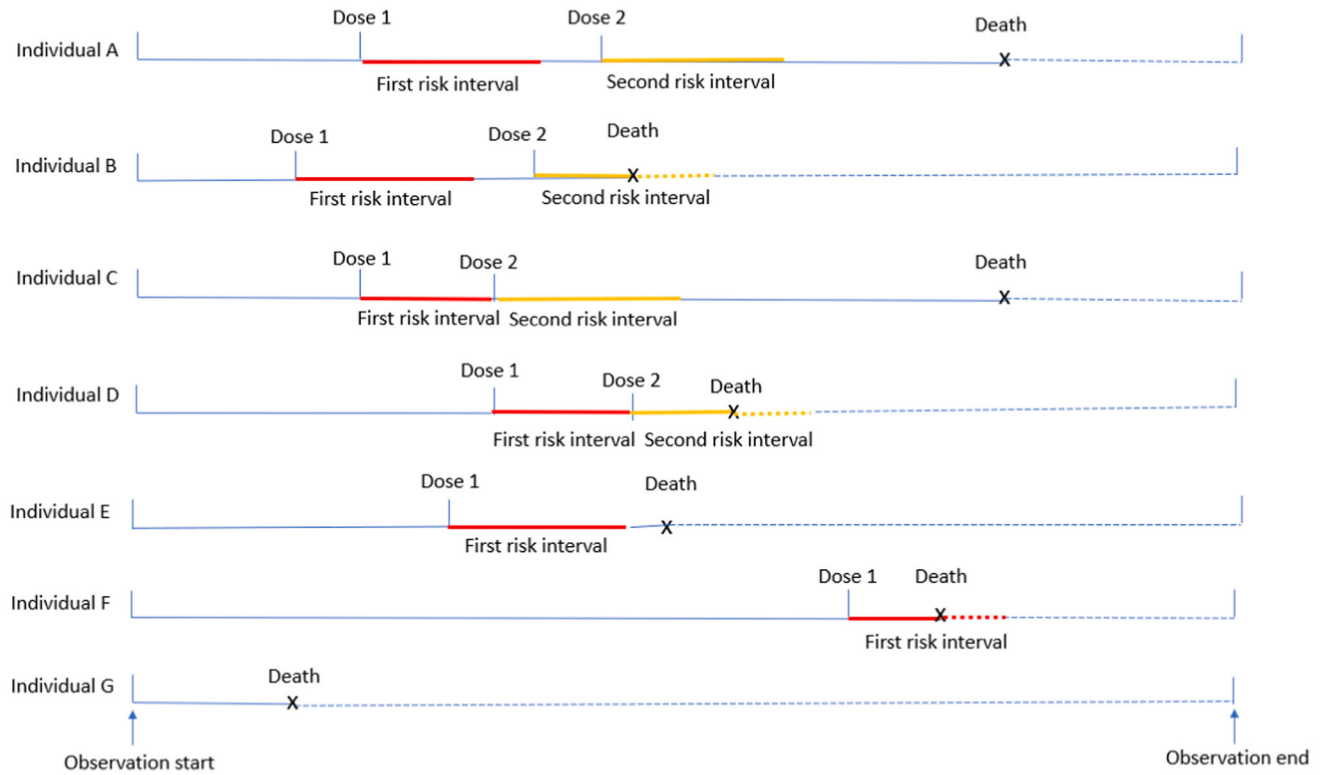 Dose 1 Dose 2 Death
Individual A X
First risk interval Second risk interval
Dose 1 Dose 2 Death
Individual B X
First risk interval Second risk interval
Dose 1 Dose 2 Death
Individual C X
First risk interval Second risk interval
Dose 1 Dose 2 Death
Individual D X
First risk interval Second risk interval
Dose 1 Death
Individual E X
First risk interval
Dose 1 Death
Individual F X
First risk interval
Death
Individual G X
Observation start Observation end